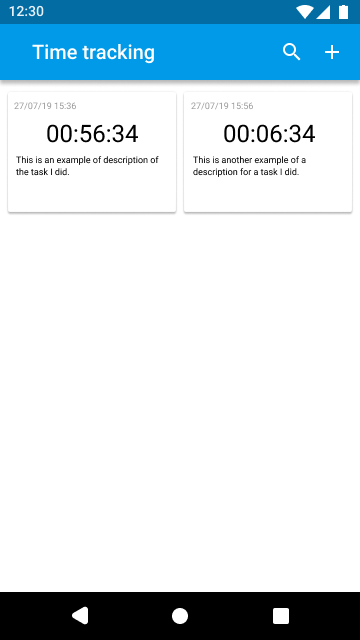 12:30
Time tracking
27/07/19 15:36
00:56:34
This is an example of description of
the task I did.
27/07/19 15:56
00:06:34
This is another example of a
description for a task I did.